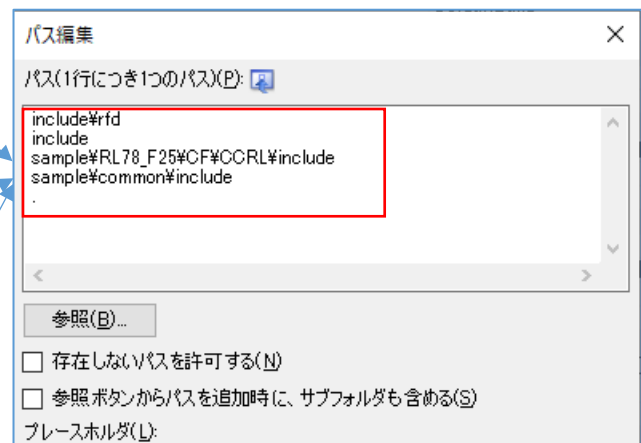 パス編集
パス(1行につき1つのパス)(P):
include¥rfd
include
sample¥RL78_F25¥CF¥CCRL¥include
sample¥common¥include
.
参照(B)...
存在しないパスを許可する(N)
参照ボタンからパスを追加時に、サブフォルダも含める(S)
プレースホルダ(L):